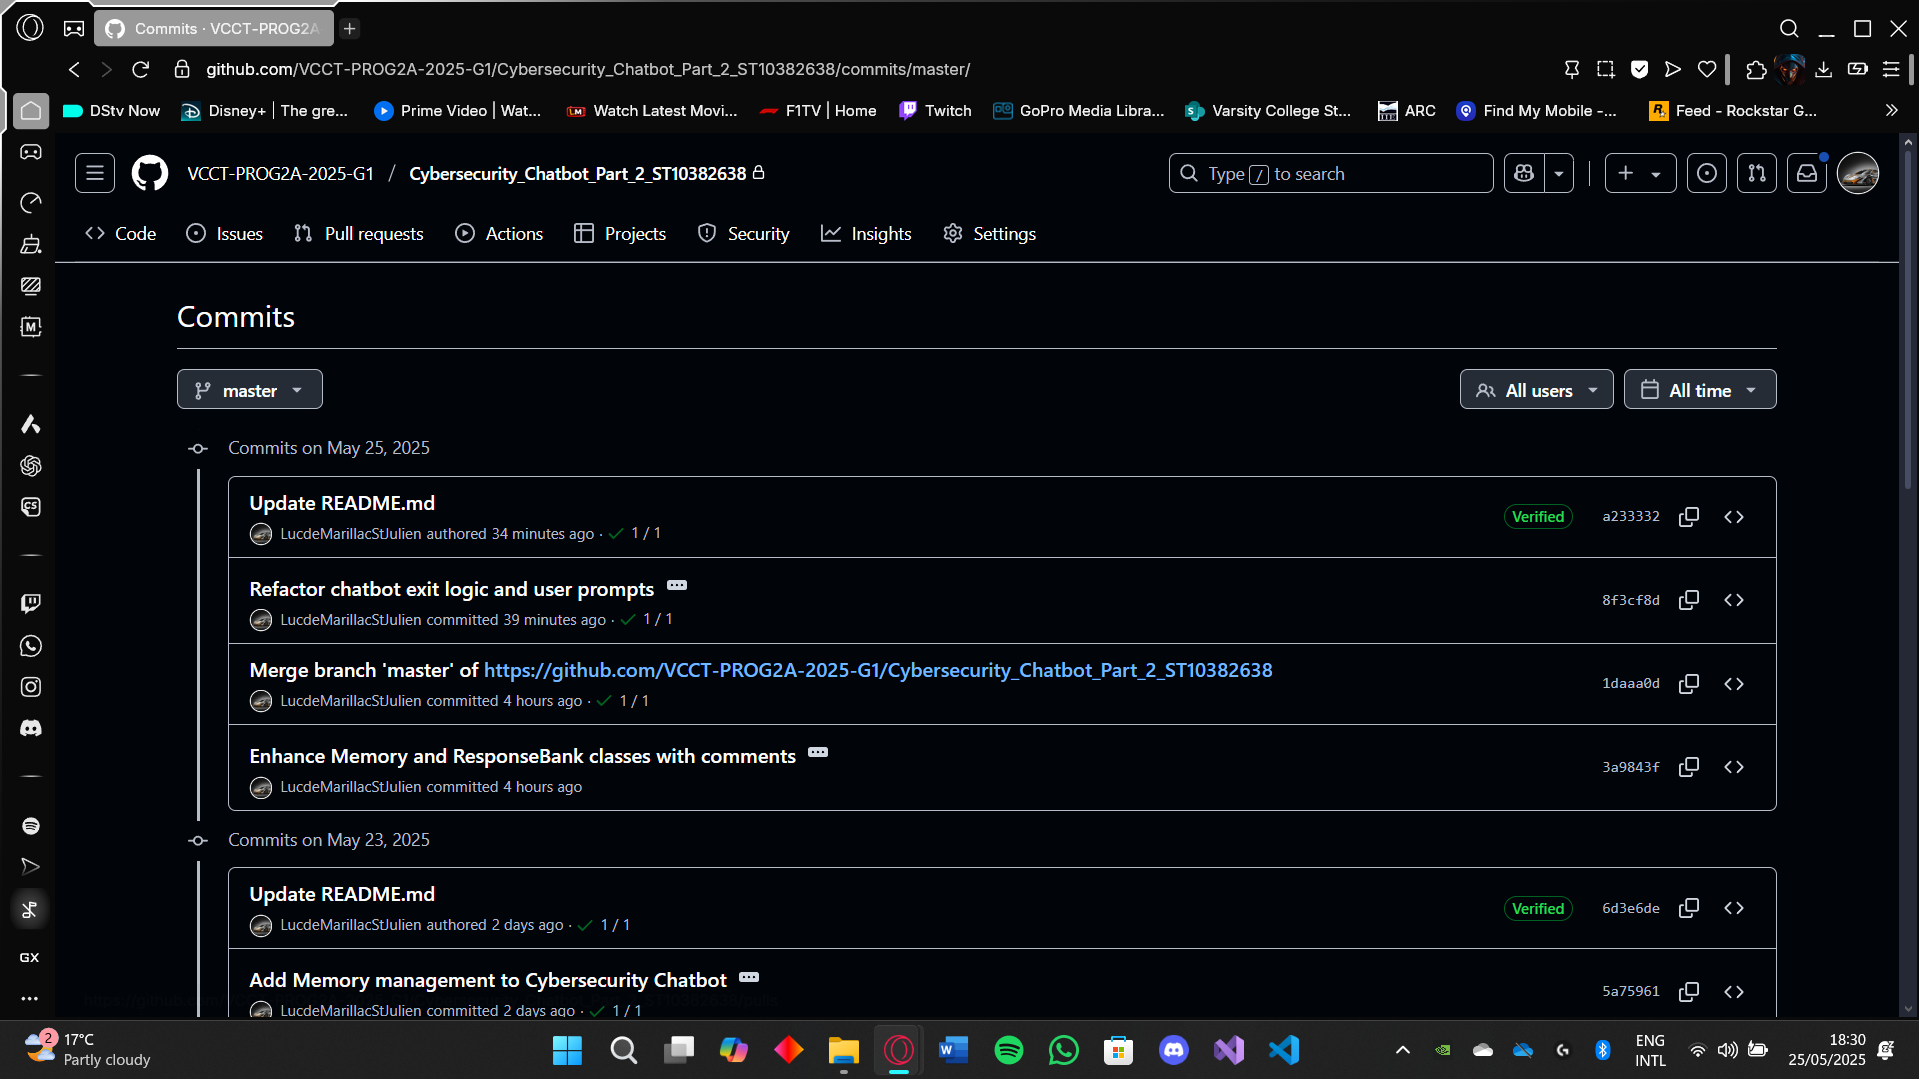 Commits · VCCT-PROG2A
github.com/VCCT-PROG2A-2025-G1/Cybersecurity_Chatbot_Part_2_ST10382638/commits/master/
DStv Now
Disney+ | The gre...
Prime Video | Wat...
LM
Watch Latest Movi...
F1TV | Home
Twitch
GoPro Media Libra...
Varsity College St...
ARC
Find My Mobile -...
Feed - Rockstar G...
VCCT-PROG2A-2025-G1 / Cybersecurity_Chatbot_Part_2_ST10382638
Type / to search
Code
Issues
Pull requests
Actions
Projects
Security
Insights
Settings
Commits
master
All users
All time
Commits on May 25, 2025
Update README.md
LucdeMarillacStJulien authored 34 minutes ago · 1 / 1
Verified
a233332
Refactor chatbot exit logic and user prompts
LucdeMarillacStJulien committed 39 minutes ago · 1 / 1
8f3cf8d
Merge branch 'master' of https://github.com/VCCT-PROG2A-2025-G1/Cybersecurity_Chatbot_Part_2_ST10382638
LucdeMarillacStJulien committed 4 hours ago · 1 / 1
1daaa0d
Enhance Memory and ResponseBank classes with comments
LucdeMarillacStJulien committed 4 hours ago
3a9843f
Commits on May 23, 2025
Update README.md
LucdeMarillacStJulien authored 2 days ago · 1 / 1
Verified
6d3e6de
Add Memory management to Cybersecurity Chatbot
LucdeMarillacStJulien committed 2 days ago · 1 / 1
5a75961
M
CS
GX
2
17°C
Partly cloudy
W
ENG
INTL
18:30
25/05/2025